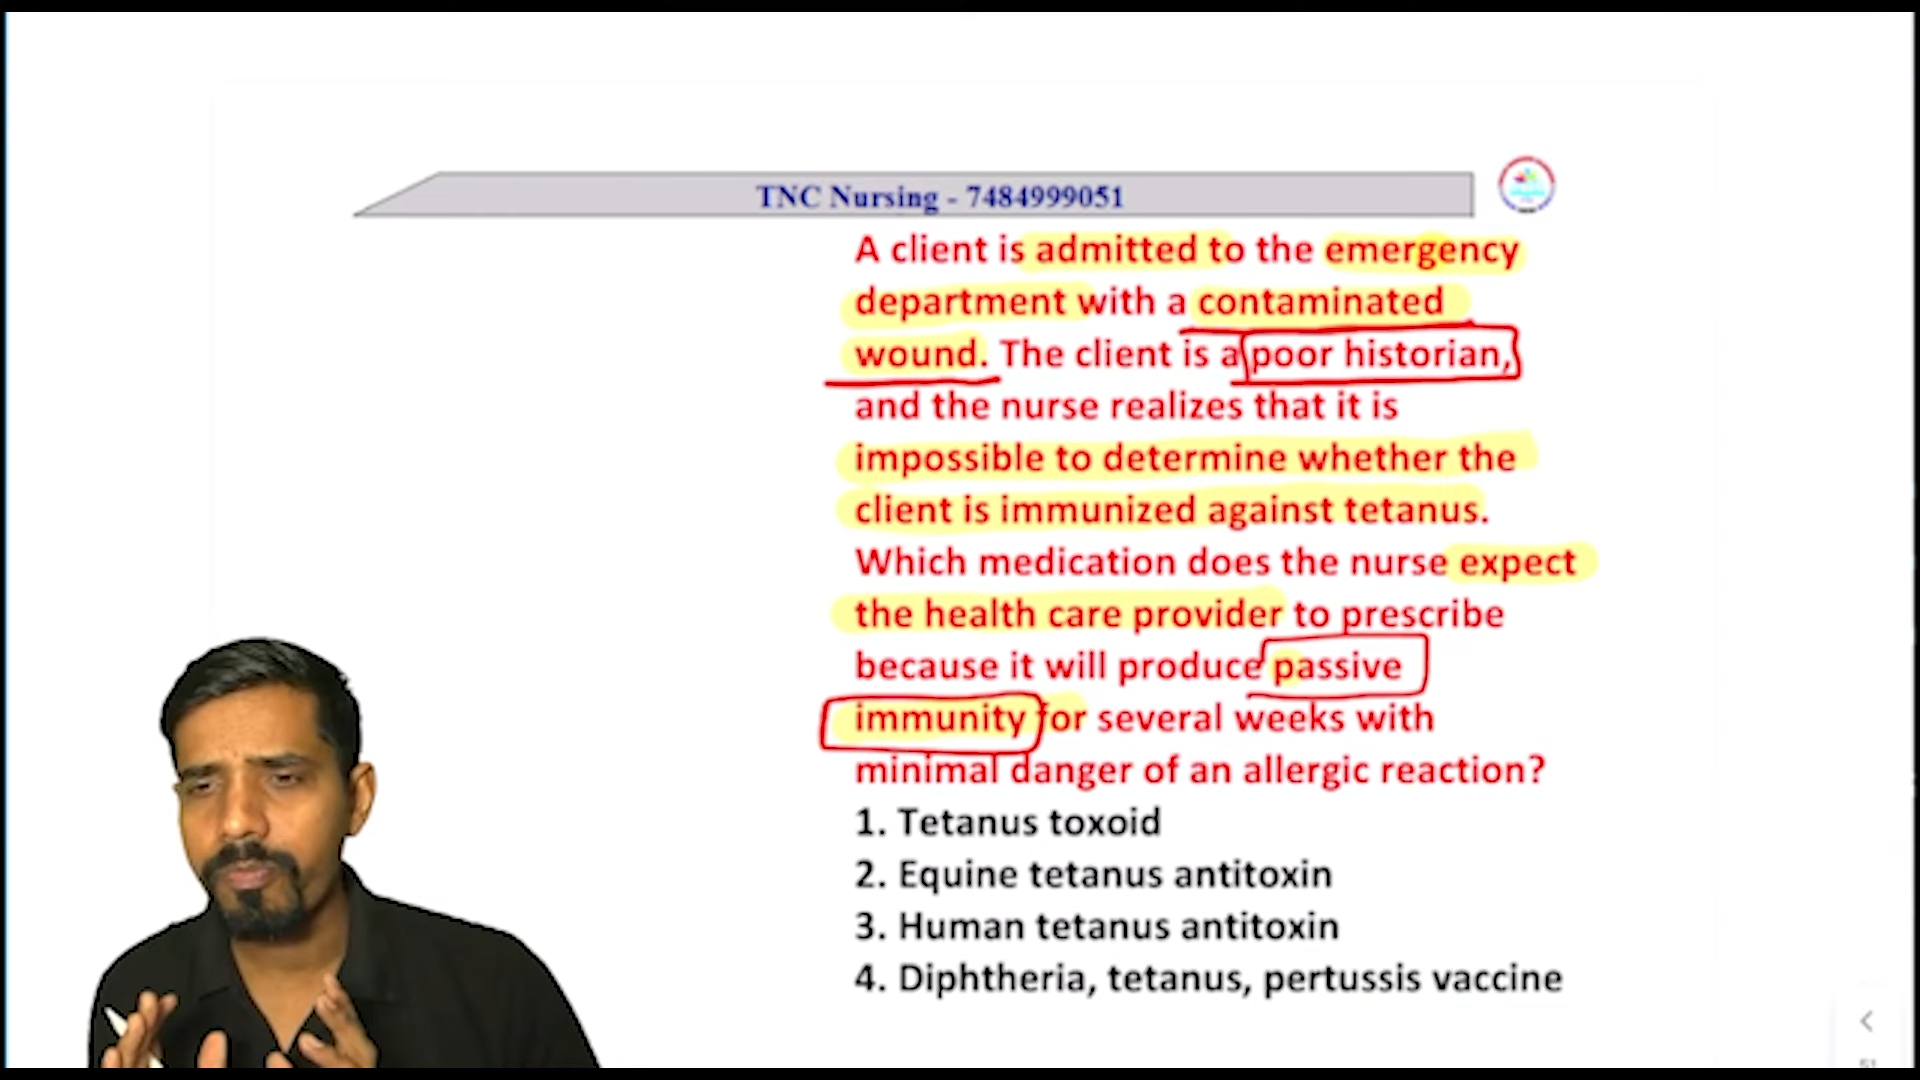 TNC Nursing - 7484999051
A client is admitted to the emergency
department with a contaminated
wound. The client is a poor historian,
and the nurse realizes that it is
impossible to determine whether the
client is immunized against tetanus.
Which medication does the nurse expect
the health care provider to prescribe
because it will produce passive
immunity for several weeks with
minimal danger of an allergic reaction?
1. Tetanus toxoid
2. Equine tetanus antitoxin
3. Human tetanus antitoxin
4. Diphtheria, tetanus, pertussis vaccine